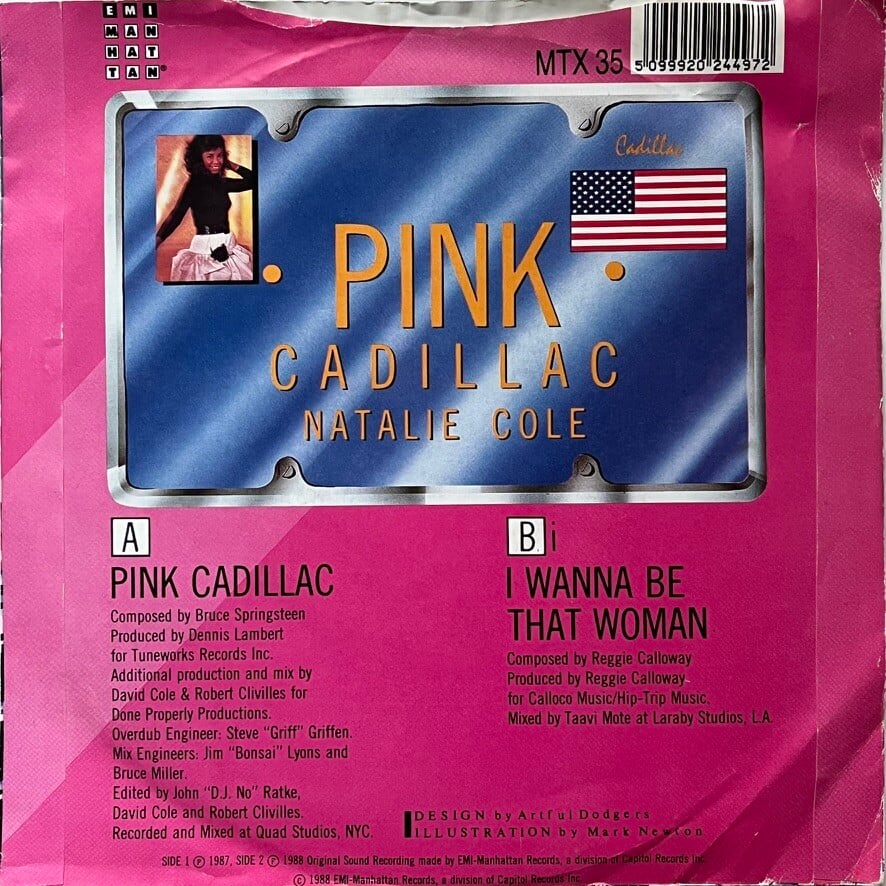 EMI
MAN
HAT
TAN®
MTX 35
5 099920 244972
Cadillac
• PINK •
CADILLAC
NATALIE COLE
A
PINK CADILLAC
Composed by Bruce Springsteen
Produced by Dennis Lambert
for Tuneworks Records Inc.
Additional production and mix by
David Cole & Robert Clivilles for
Done Properly Productions.
Overdub Engineer: Steve "Griff" Griffen.
Mix Engineers: Jim "Bonsai" Lyons and
Bruce Miller.
Edited by John "D.J. No" Ratke,
David Cole and Robert Clivilles.
Recorded and Mixed at Quad Studios, NYC.
B. i
I WANNA BE
THAT WOMAN
Composed by Reggie Calloway
Produced by Reggie Calloway
for Calloco Music/Hip-Trip Music.
Mixed by Taavi Mote at Laraby Studios, L.A.
DESIGN by Artful Dodgers
ILLUSTRATION by Mark Newton
SIDE 1 Ⓟ 1987, SIDE 2 Ⓟ 1988 Original Sound Recording made by EMI-Manhattan Records, a division of Capitol Records Inc.
© 1988 EMI-Manhattan Records, a division of Capitol Records Inc.